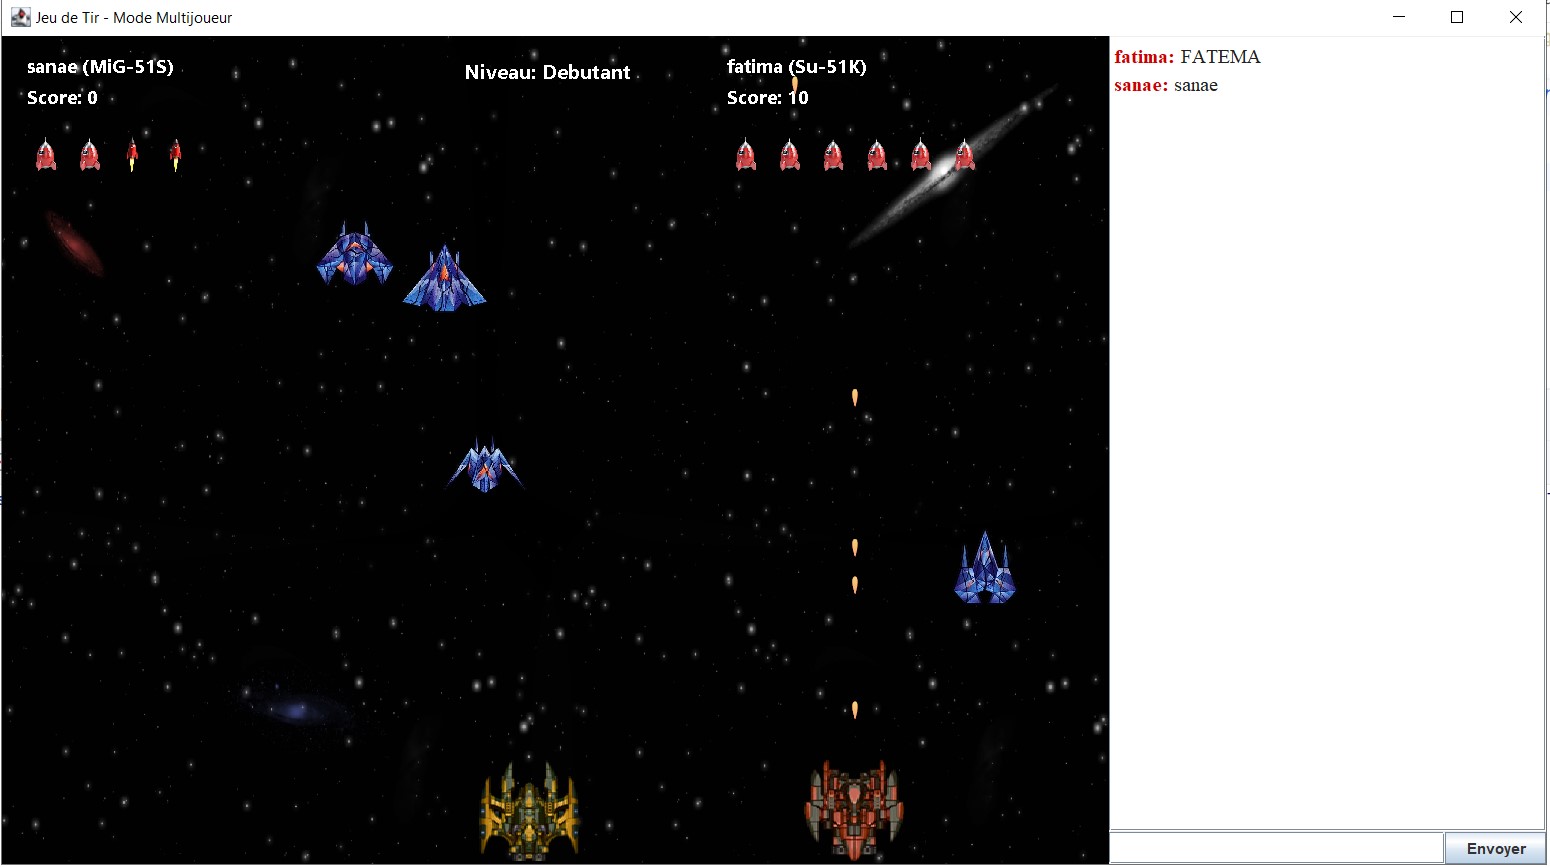 Jeu de Tir - Mode Multijoueur
sanae (MiG-51S)
Score: 0
Niveau: Debutant
fatima (Su-51K)
Score: 10
fatima: FATEMA
sanae: sanae
Envoyer